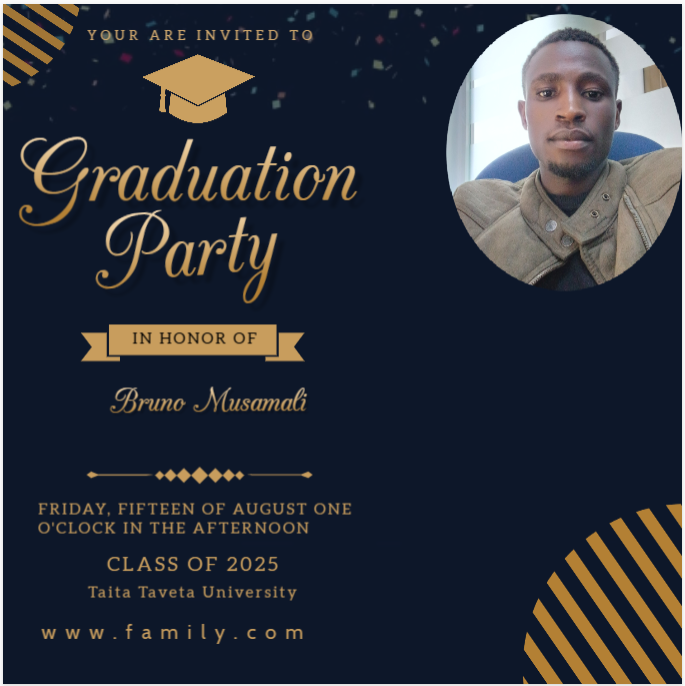 YOUR ARE INVITED TO
Graduation
Party
IN HONOR OF
Bruno Musamali
FRIDAY, FIFTEEN OF AUGUST ONE
O'CLOCK IN THE AFTERNOON
CLASS OF 2025
Taita Taveta University
www.family.com